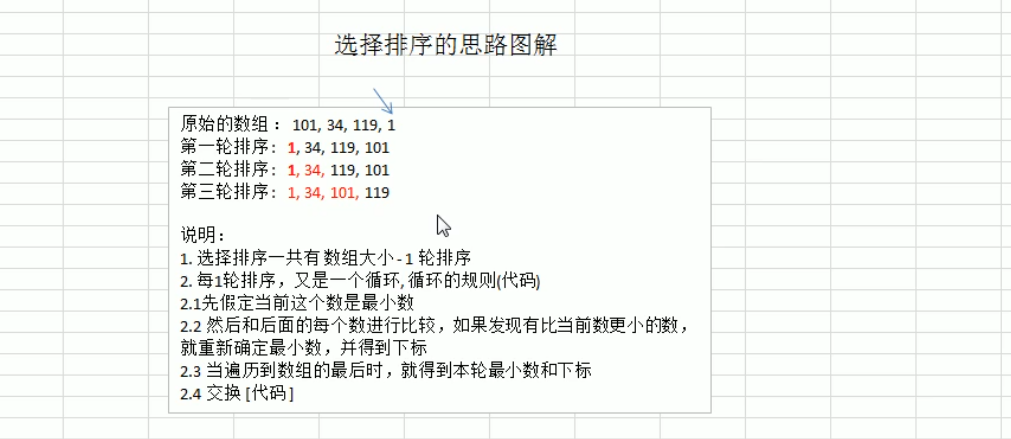 选择排序的思路图解
原始的数组 ： 101, 34, 119, 1
第一轮排序： 1, 34, 119, 101
第二轮排序： 1, 34, 119, 101
第三轮排序： 1, 34, 101, 119
说明：
1. 选择排序一共有 数组大小 - 1 轮排序
2. 每1轮排序，又是一个循环, 循环的规则(代码)
2.1先假定当前这个数是最小数
2.2 然后和后面的每个数进行比较，如果发现有比当前数更小的数，
就重新确定最小数，并得到下标
2.3 当遍历到数组的最后时，就得到本轮最小数和下标
2.4 交换 [代码]